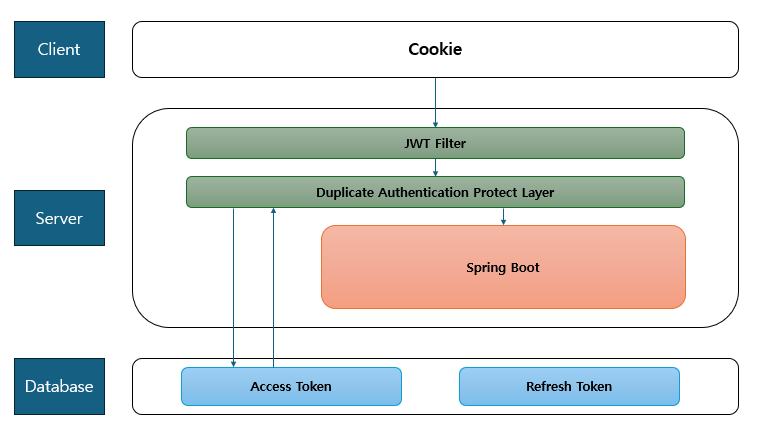 Client
Cookie
JWT Filter
Duplicate Authentication Protect Layer
Server
Spring Boot
Database
Access Token
Refresh Token